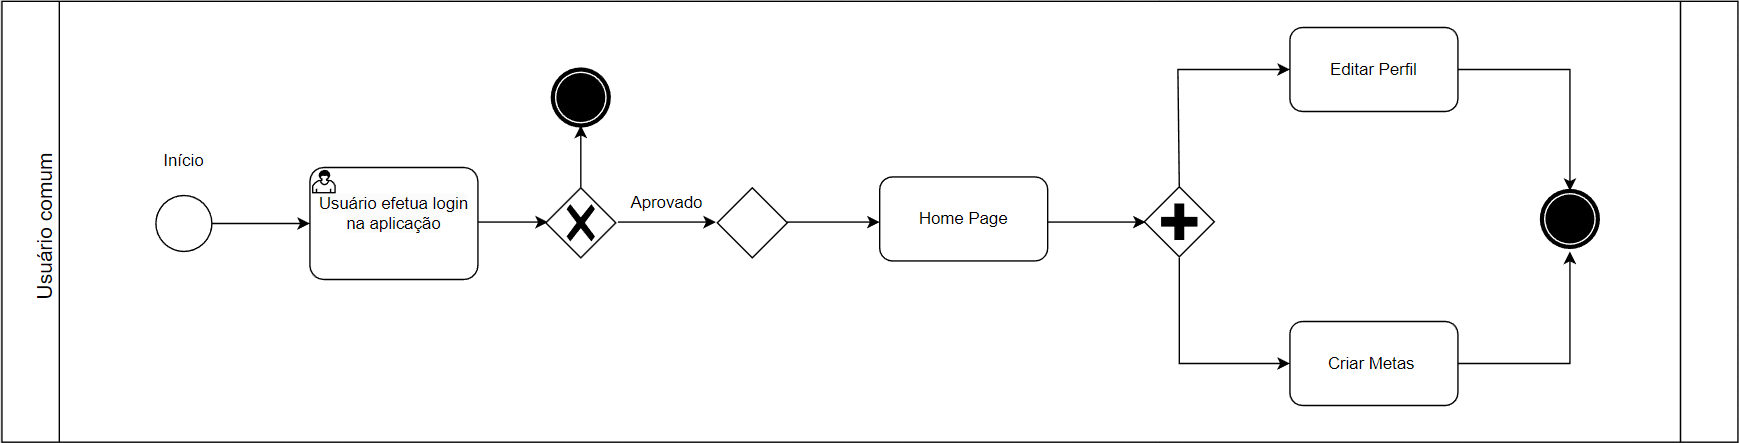 Usuário comum
Início
Usuário efetua login
na aplicação
Aprovado
Home Page
Editar Perfil
Criar Metas